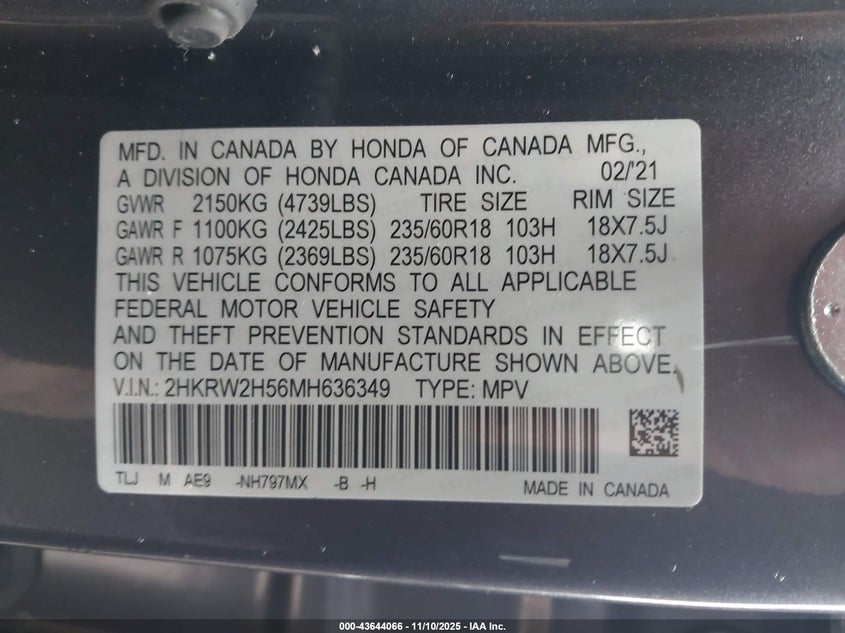 MFD. IN CANADA BY HONDA OF CANADA MFG.,
A DIVISION OF HONDA CANADA INC. 02/'21
GVWR 2150KG (4739LBS) TIRE SIZE RIM SIZE
GAWR F 1100KG (2425LBS) 235/60R18 103H 18X7.5J
GAWR R 1075KG (2369LBS) 235/60R18 103H 18X7.5J
THIS VEHICLE CONFORMS TO ALL APPLICABLE
FEDERAL MOTOR VEHICLE SAFETY
AND THEFT PREVENTION STANDARDS IN EFFECT
ON THE DATE OF MANUFACTURE SHOWN ABOVE.
V.I.N.: 2HKRW2H56MH636349 TYPE: MPV
TLJ M AE9 -NH797MX -B -H
MADE IN CANADA
000-43644066 - 11/10/2025 - IAA Inc.